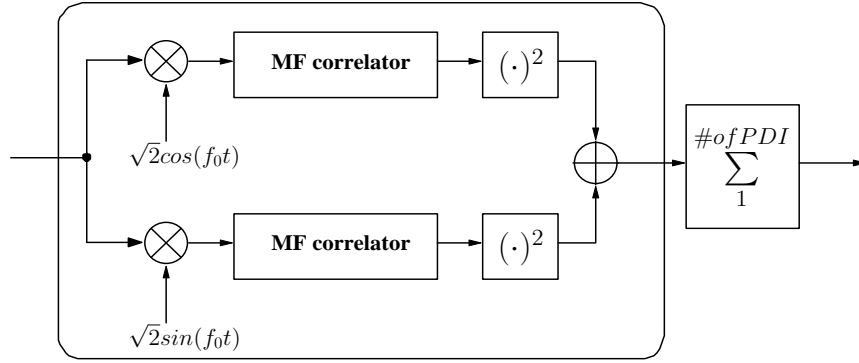 MF correlator
(·)²
√2cos(f₀t)
#ofPDI
∑
1
MF correlator
(·)²
√2sin(f₀t)